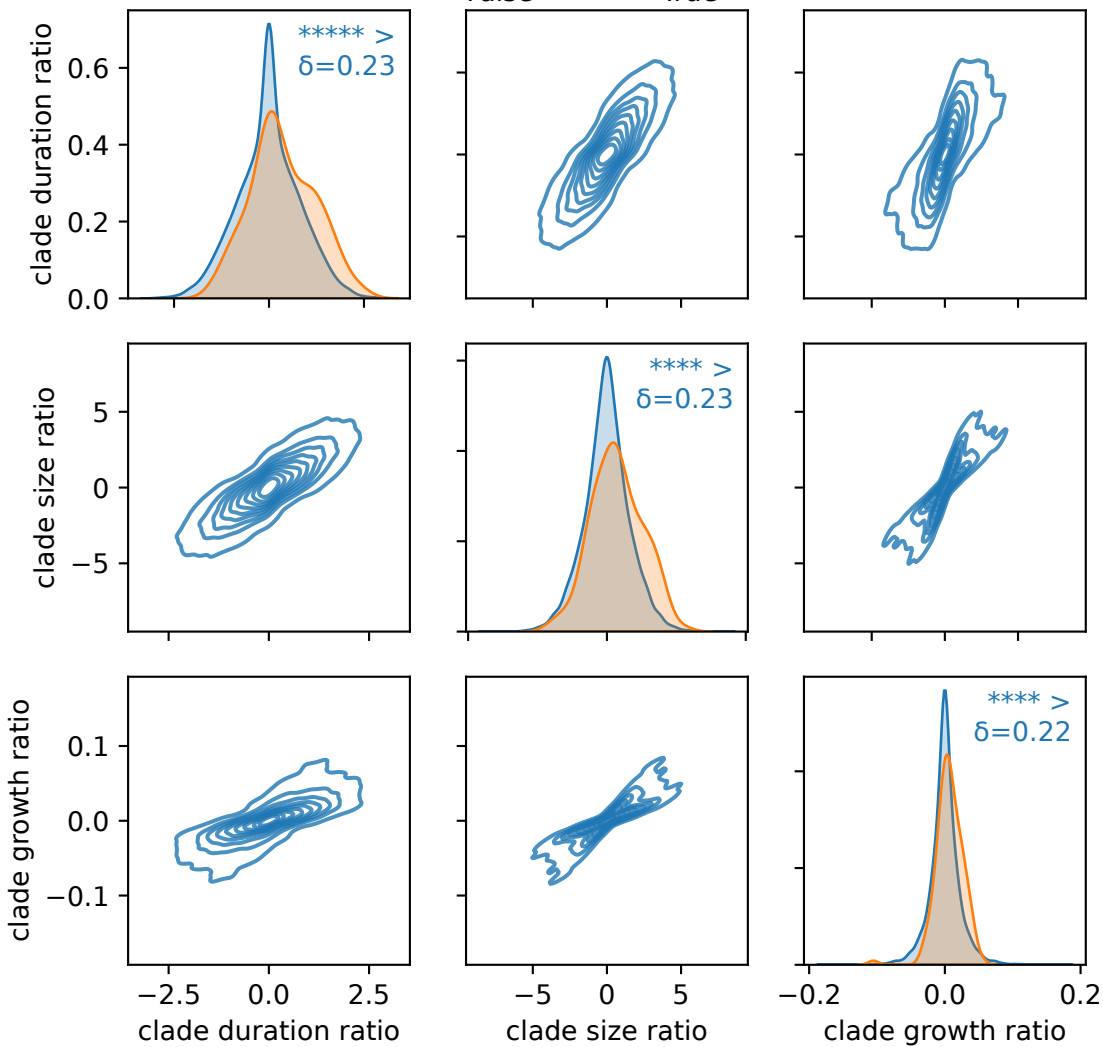 clade duration ratio
0.6
0.4
0.2
0.0
***** >
δ=0.23
clade size ratio
5
0
−5
**** >
δ=0.23
clade growth ratio
0.1
0.0
−0.1
**** >
δ=0.22
−2.5 0.0 2.5
−5 0 5
−0.2 0.0 0.2
clade duration ratio
clade size ratio
clade growth ratio